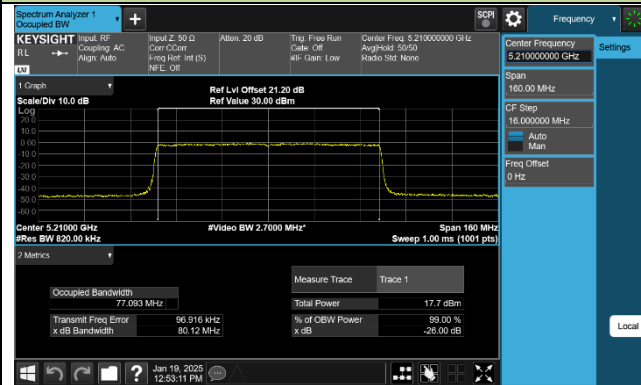 Spectrum Analyzer 1
Occupied BW
SCPI
Frequency
KEYSIGHT
RL
LXI
Input: RF
Coupling: AC
Align: Auto
Input Z: 50 Ω
Corr CCorr
Freq Ref: Int (S)
NFE: Off
Atten: 20 dB
Trig: Free Run
Gate: Off
#IF Gain: Low
Center Freq: 5.210000000 GHz
Avg|Hold: 50/50
Radio Std: None
Center Frequency
5.210000000 GHz
Settings
Span
160.00 MHz
CF Step
16.000000 MHz
Auto
Man
Freq Offset
0 Hz
Local
1 Graph
Scale/Div 10.0 dB
Ref Lvl Offset 21.20 dB
Ref Value 30.00 dBm
Log
20.0
10.0
0.00
-10.0
-20.0
-30.0
-40.0
-50.0
-60.0
Center 5.21000 GHz
#Video BW 2.7000 MHz*
Span 160 MHz
#Res BW 820.00 kHz
Sweep 1.00 ms (1001 pts)
2 Metrics
Measure Trace
Trace 1
Occupied Bandwidth
77.093 MHz
Total Power
17.7 dBm
Transmit Freq Error
96.916 kHz
% of OBW Power
99.00 %
x dB Bandwidth
80.12 MHz
x dB
-26.00 dB
?
Jan 19, 2025
12:53:11 PM